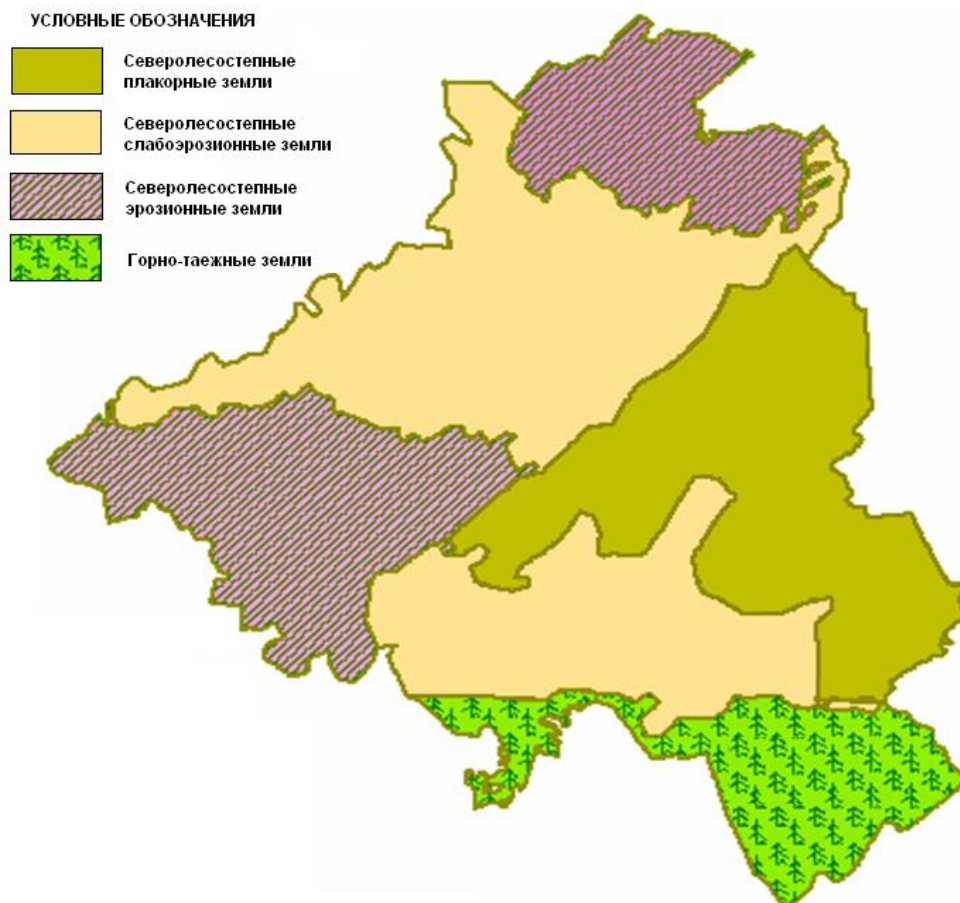 УСЛОВНЫЕ ОБОЗНАЧЕНИЯ
Северолесостепные
плакорные земли
Северолесостепные
слабоэрозионные земли
Северолесостепные
эрозионные земли
Горно-таежные земли